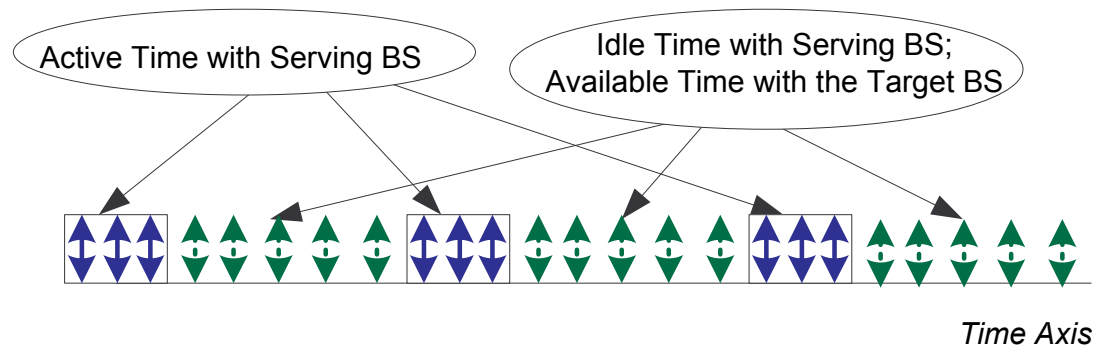 Active Time with Serving BS
Idle Time with Serving BS;
Available Time with the Target BS
Time Axis